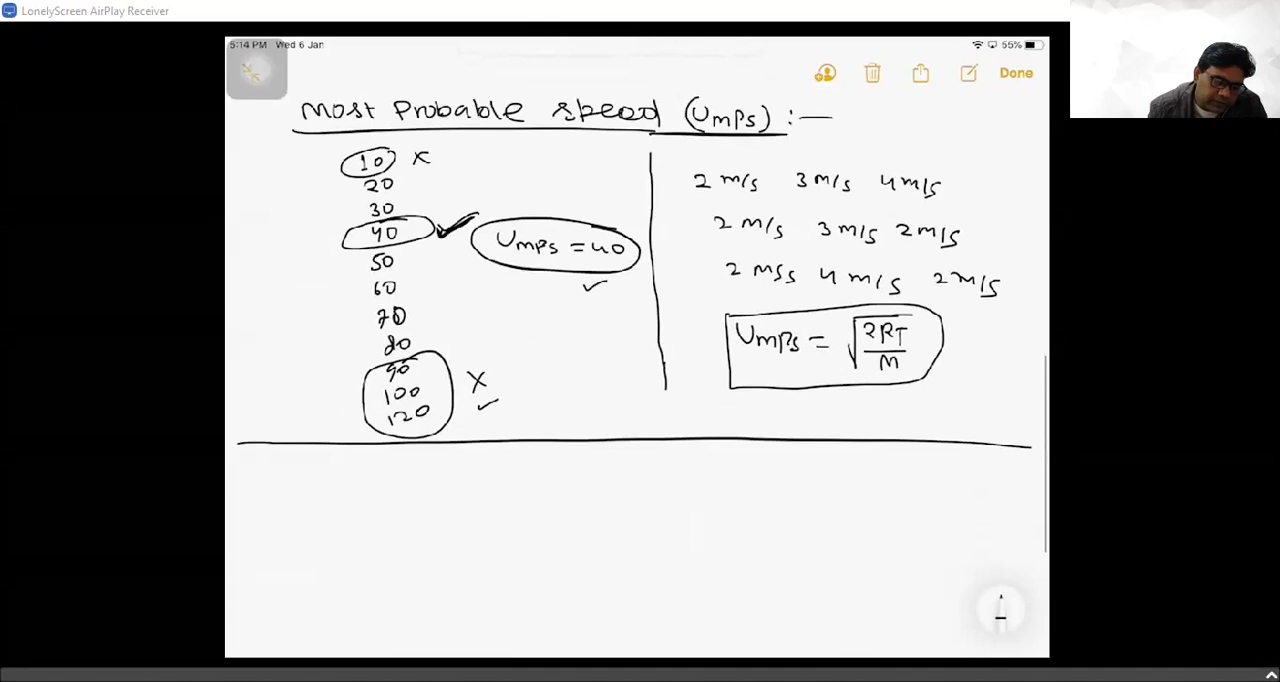 LonelyScreen AirPlay Receiver
5:14 PM Wed 6 Jan
55%
Done
most Probable speed (Umps) :—
10 ×
20
30
40 ✓
50
60
70
80
90
100
120
×
✓
Umps = 40
✓
2 m/s 3 m/s 4 m/s
2 m/s 3 m/s 2 m/s
2 mss 4 m/s 2 m/s
Umps = √2RT/M